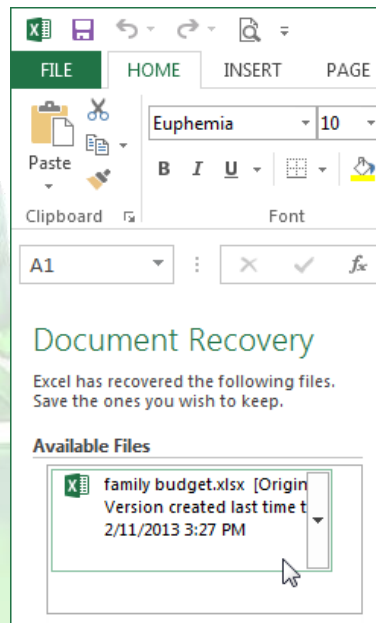 FILE HOME INSERT PAGE
Euphemia 10
Paste
B I U
Clipboard Font
A1 fx
Document Recovery
Excel has recovered the following files.
Save the ones you wish to keep.
Available Files
family budget.xlsx [Origin
Version created last time t
2/11/2013 3:27 PM